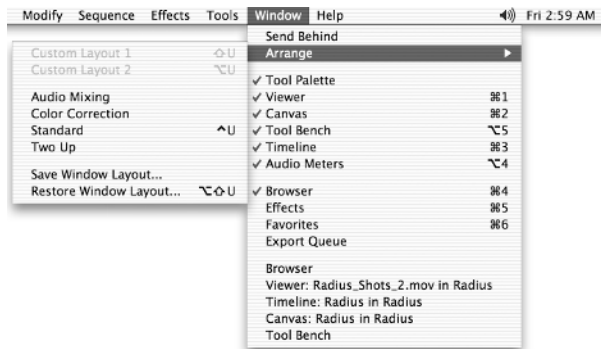 Modify Sequence Effects Tools Window Help Fri 2:59 AM
Send Behind
Arrange
Custom Layout 1 ⇧U
Custom Layout 2 ⌥U
Audio Mixing
Color Correction
Standard ^U
Two Up
Save Window Layout...
Restore Window Layout... ⌥⇧U
✓ Tool Palette
✓ Viewer ⌘1
✓ Canvas ⌘2
✓ Tool Bench ⌥5
✓ Timeline ⌘3
✓ Audio Meters ⌥4
✓ Browser ⌘4
Effects ⌘5
Favorites ⌘6
Export Queue
Browser
Viewer: Radius_Shots_2.mov in Radius
Timeline: Radius in Radius
Canvas: Radius in Radius
Tool Bench